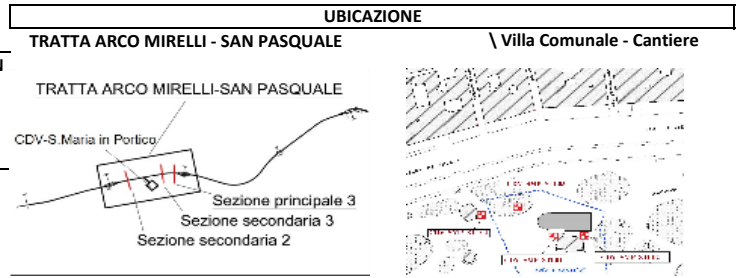 UBICAZIONE
TRATTA ARCO MIRELLI - SAN PASQUALE
\ Villa Comunale - Cantiere
N
TRATTA ARCO MIRELLI-SAN PASQUALE
CDV-S.Maria in Portico
Sezione principale 3
Sezione secondaria 3
Sezione secondaria 2